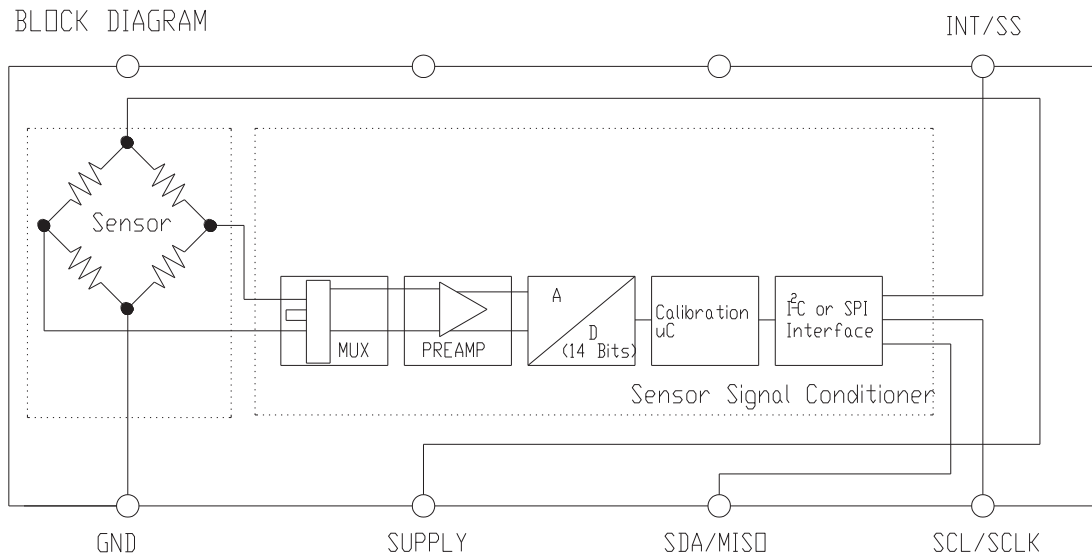 BLOCK DIAGRAM
INT/SS
Sensor
A
D
(14 Bits)
MUX
PREAMP
Calibration
uC
I²C or SPI
Interface
Sensor Signal Conditioner
GND
SUPPLY
SDA/MISO
SCL/SCLK